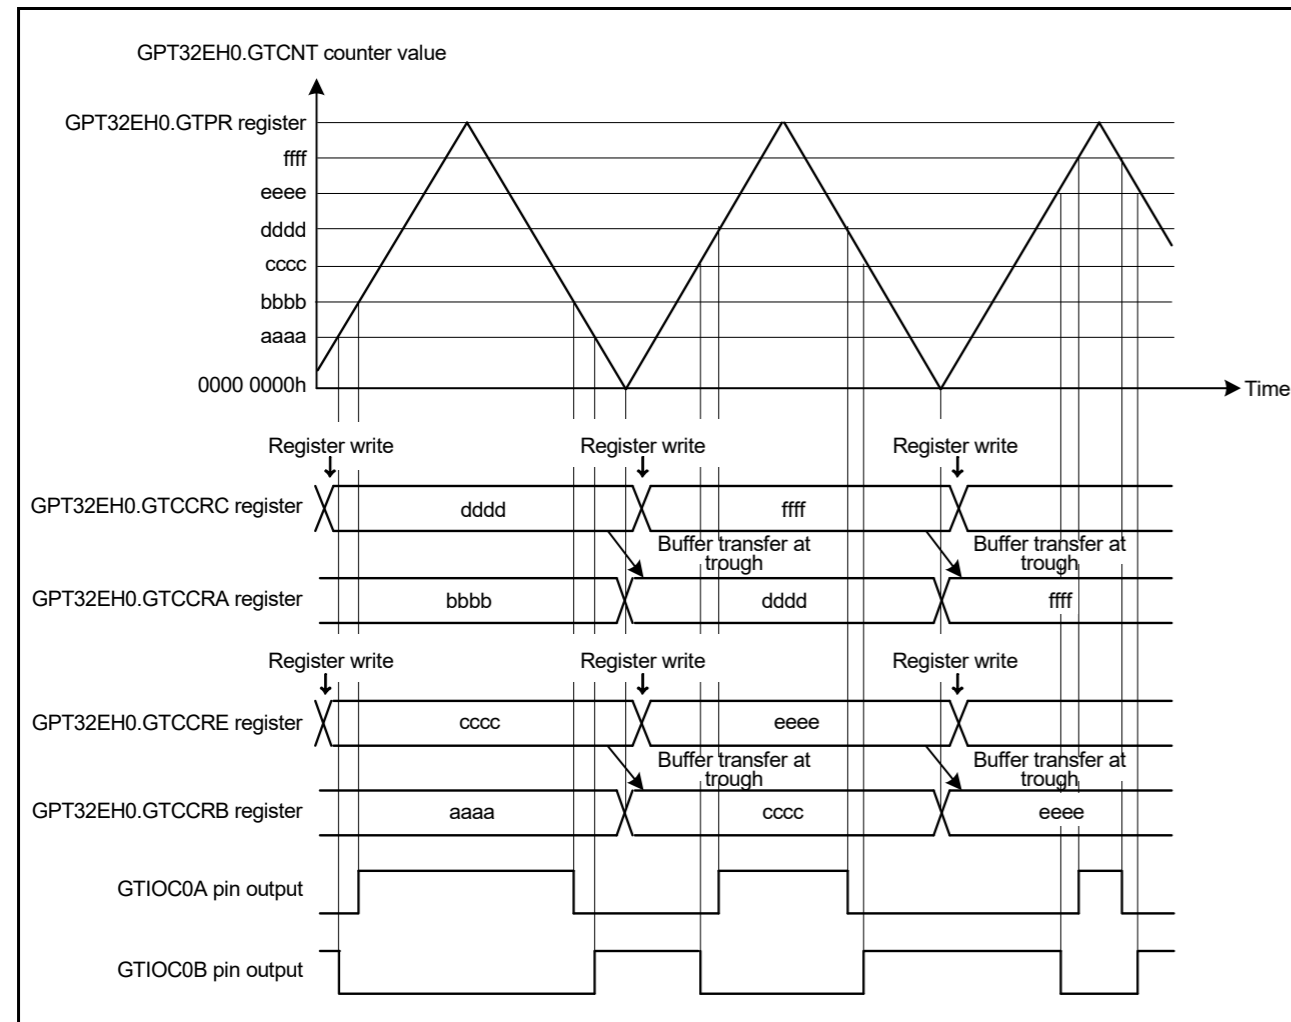 GPT32EH0.GTCNT counter value
GPT32EH0.GTPR register
ffff
eeee
dddd
cccc
bbbb
aaaa
0000 0000h
Time
Register write Register write Register write
GPT32EH0.GTCCRC register dddd ffff
Buffer transfer at trough Buffer transfer at trough
GPT32EH0.GTCCRA register bbbb dddd ffff
Register write Register write Register write
GPT32EH0.GTCCRE register cccc eeee
Buffer transfer at trough Buffer transfer at trough
GPT32EH0.GTCCRB register aaaa cccc eeee
GTIOC0A pin output
GTIOC0B pin output